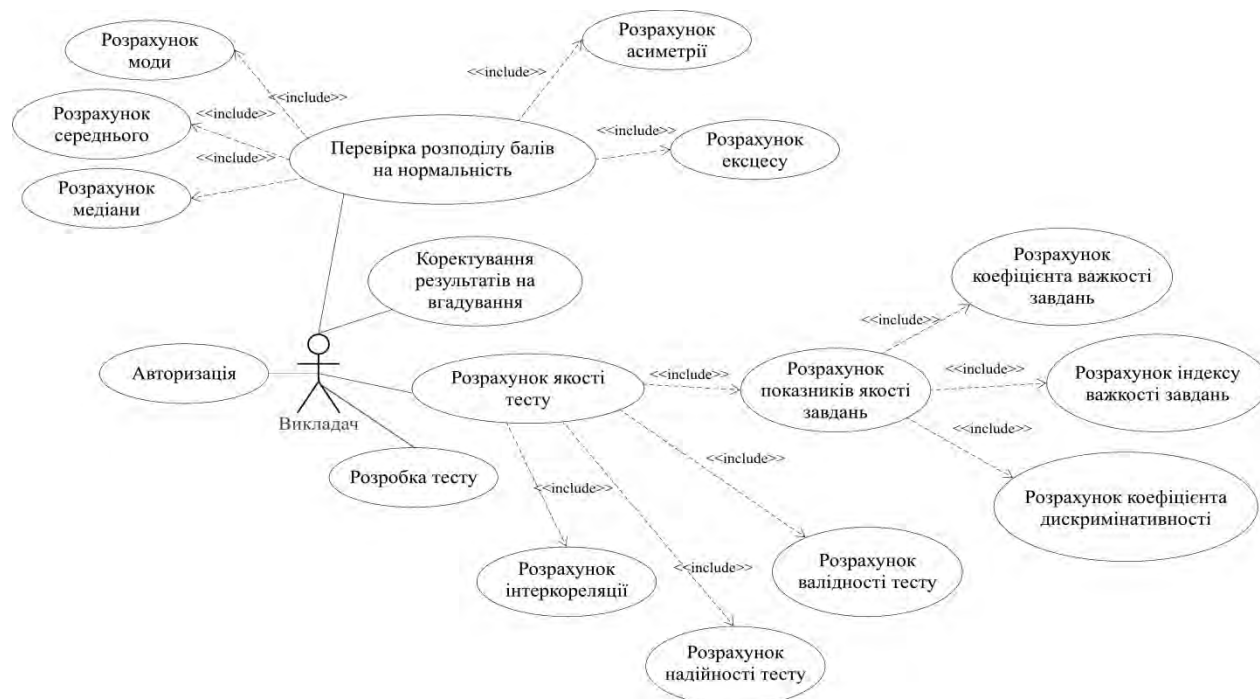 Розрахунок
моди
Розрахунок
асиметрії
<<include>>
<<include>>
Розрахунок
середнього
<<include>>
Перевірка розподілу балів
на нормальність
<<include>>
Розрахунок
ексцесу
<<include>>
Розрахунок
медіани
Коректування
результатів на
вгадування
Розрахунок
коефіцієнта важкості
завдань
<<include>>
Авторизація
Викладач
Розрахунок якості
тесту
<<include>>
Розрахунок
показників якості
завдань
<<include>>
Розрахунок індексу
важкості завдань
<<include>>
Розробка тесту
<<include>>
<<include>>
Розрахунок коефіцієнта
дискримінативності
<<include>>
Розрахунок
інтеркореляції
Розрахунок
валідності тесту
Розрахунок
надійності тесту